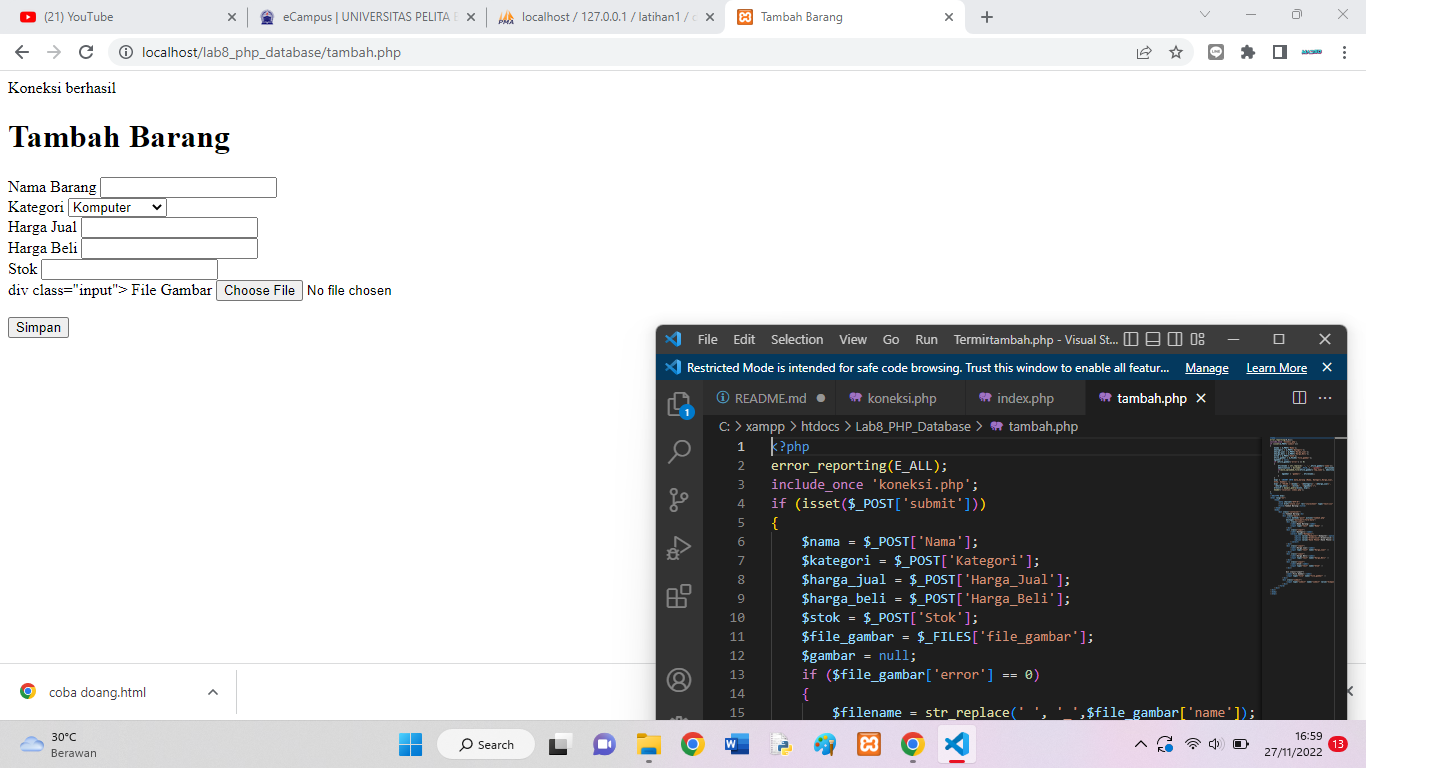 (21) YouTube
eCampus | UNIVERSITAS PELITA
localhost / 127.0.0.1 / latihan1 /
Tambah Barang
localhost/lab8_php_database/tambah.php
Koneksi berhasil
Tambah Barang
Nama Barang
Kategori Komputer
Harga Jual
Harga Beli
Stok
div class="input"> File Gambar Choose File No file chosen
Simpan
File Edit Selection View Go Run Termirtambah.php - Visual St...
Restricted Mode is intended for safe code browsing. Trust this window to enable all featur... Manage Learn More
1
README.md koneksi.php index.php tambah.php
C: > xampp > htdocs > Lab8_PHP_Database > tambah.php
1 <?php
2 error_reporting(E_ALL);
3 include_once 'koneksi.php';
4 if (isset($_POST['submit']))
5 {
6 $nama = $_POST['Nama'];
7 $kategori = $_POST['Kategori'];
8 $harga_jual = $_POST['Harga_Jual'];
9 $harga_beli = $_POST['Harga_Beli'];
10 $stok = $_POST['Stok'];
11 $file_gambar = $_FILES['file_gambar'];
12 $gambar = null;
13 if ($file_gambar['error'] == 0)
14 {
15 $filename = str_replace(' ', '_',$file_gambar['name']);
coba doang.html
30°C
Berawan
Search
16:59
27/11/2022
13